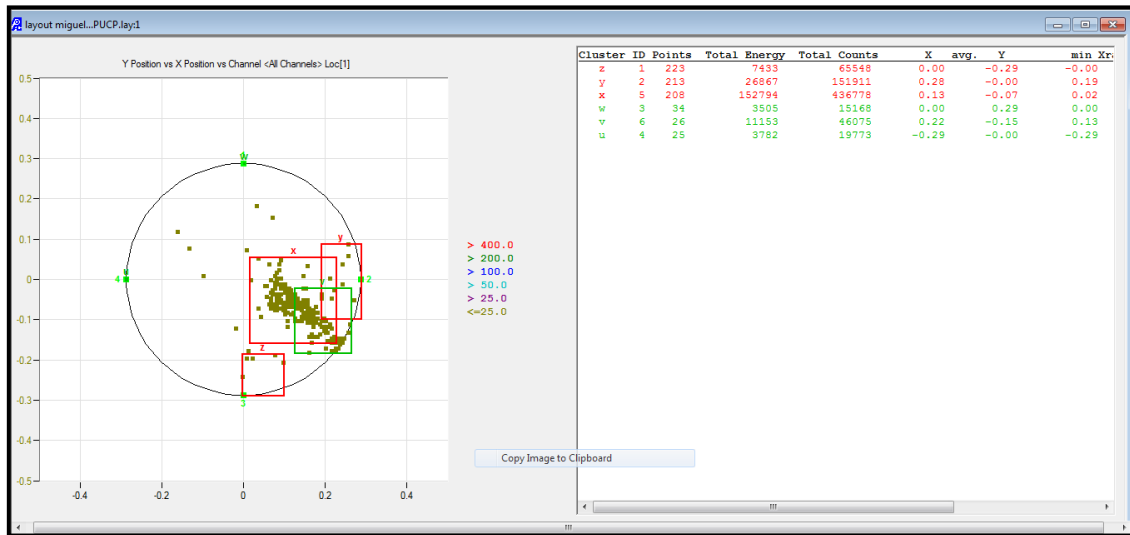 layout miguel...PUCP.lay:1
Y Position vs X Position vs Channel <All Channels> Loc[1]
0.5
0.4
0.3
0.2
0.1
0
-0.1
-0.2
-0.3
-0.4
-0.5
-0.4 -0.2 0 0.2 0.4
w
y
x
v
2
4
z
3
> 400.0
> 200.0
> 100.0
> 50.0
> 25.0
<=25.0
Copy Image to Clipboard
Cluster ID Points Total Energy Total Counts X avg. Y min Xra
z 1 223 7433 65548 0.00 -0.29 -0.00
y 2 213 26867 151911 0.28 -0.00 0.19
x 5 208 152794 436778 0.13 -0.07 0.02
w 3 34 3505 15168 0.00 0.29 0.00
v 6 26 11153 46075 0.22 -0.15 0.13
u 4 25 3782 19773 -0.29 -0.00 -0.29